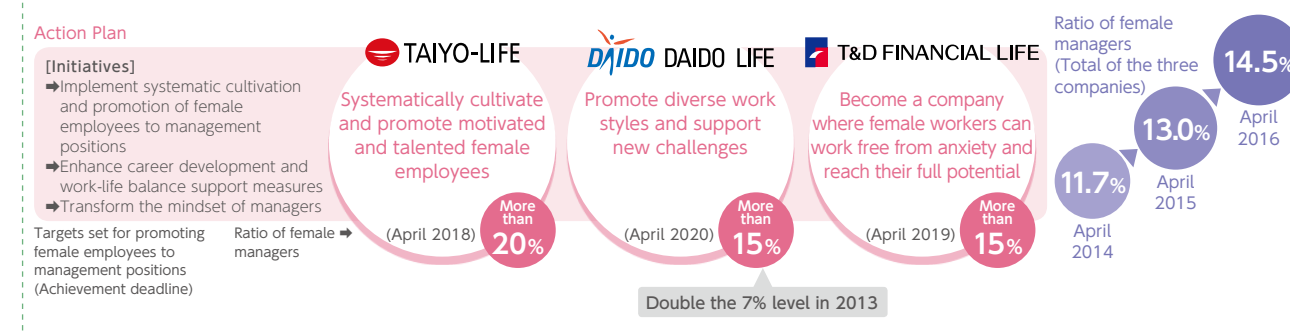 Action Plan
[Initiatives]
➡Implement systematic cultivation
and promotion of female
employees to management
positions
➡Enhance career development and
work-life balance support measures
➡Transform the mindset of managers
Targets set for promoting
female employees to
management positions
(Achievement deadline)
Ratio of female ➡
managers
TAIYO-LIFE
Systematically cultivate
and promote motivated
and talented female
employees
(April 2018)
More
than
20%
DAIDO DAIDO LIFE
Promote diverse work
styles and support
new challenges
(April 2020)
More
than
15%
Double the 7% level in 2013
T&D FINANCIAL LIFE
Become a company
where female workers can
work free from anxiety and
reach their full potential
(April 2019)
More
than
15%
Ratio of female
managers
(Total of the three
companies)
11.7%
April
2014
13.0%
April
2015
14.5%
April
2016